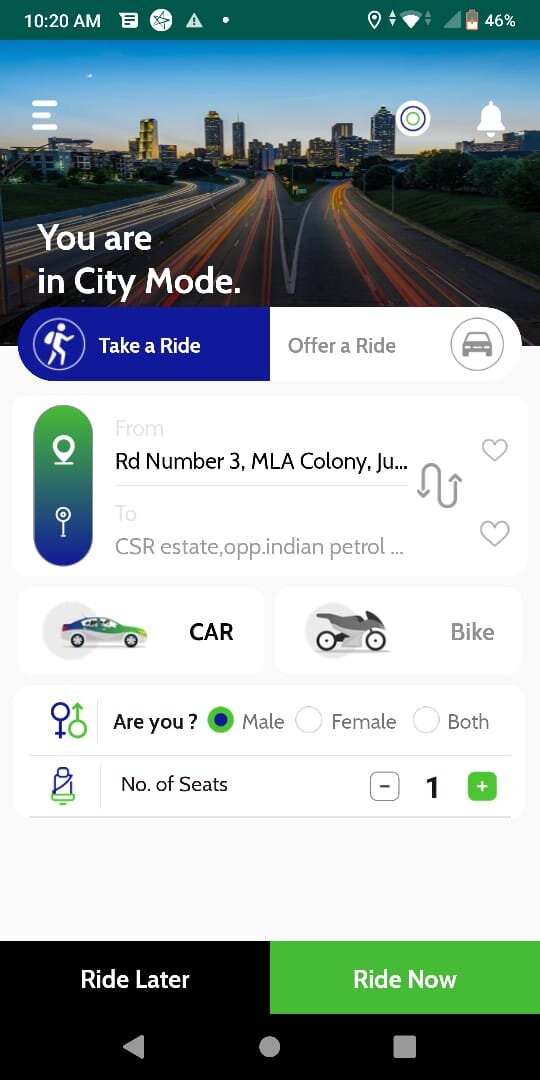 10:20 AM
46%
You are
in City Mode.
Take a Ride
Offer a Ride
From
Rd Number 3, MLA Colony, Ju...
To
CSR estate,opp.indian petrol ...
CAR
Bike
Are you ? Male Female Both
No. of Seats 1
Ride Later
Ride Now